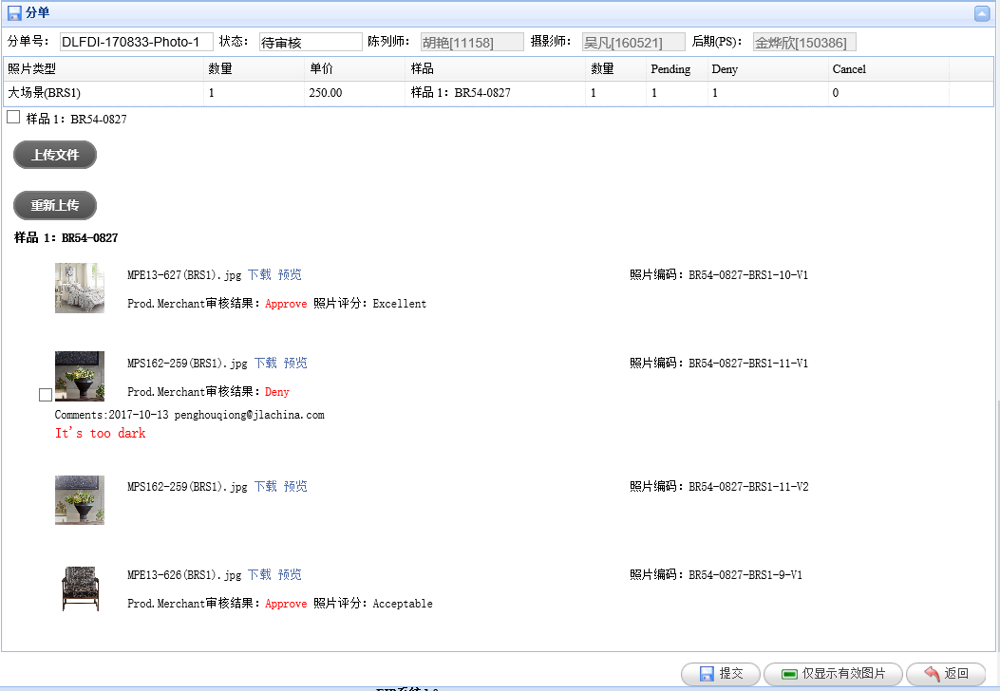 分单
分单号： DLFDI-170833-Photo-1 状态： 待审核 陈列师： 胡艳[11158] 摄影师： 吴凡[160521] 后期(PS)： 金烨欣[150386]
照片类型 数量 单价 样品 数量 Pending Deny Cancel
大场景(BRS1) 1 250.00 样品 1：BR54-0827 1 1 1 0
样品 1：BR54-0827
上传文件
重新上传
样品 1：BR54-0827
MPE13-627(BRS1).jpg 下载 预览 照片编码：BR54-0827-BRS1-10-V1
Prod.Merchant审核结果：Approve 照片评分：Excellent
MPS162-259(BRS1).jpg 下载 预览 照片编码：BR54-0827-BRS1-11-V1
Prod.Merchant审核结果：Deny
Comments:2017-10-13 penghouqiong@jlachina.com
It's too dark
MPS162-259(BRS1).jpg 下载 预览 照片编码：BR54-0827-BRS1-11-V2
MPE13-626(BRS1).jpg 下载 预览 照片编码：BR54-0827-BRS1-9-V1
Prod.Merchant审核结果：Approve 照片评分：Acceptable
提交 仅显示有效图片 返回